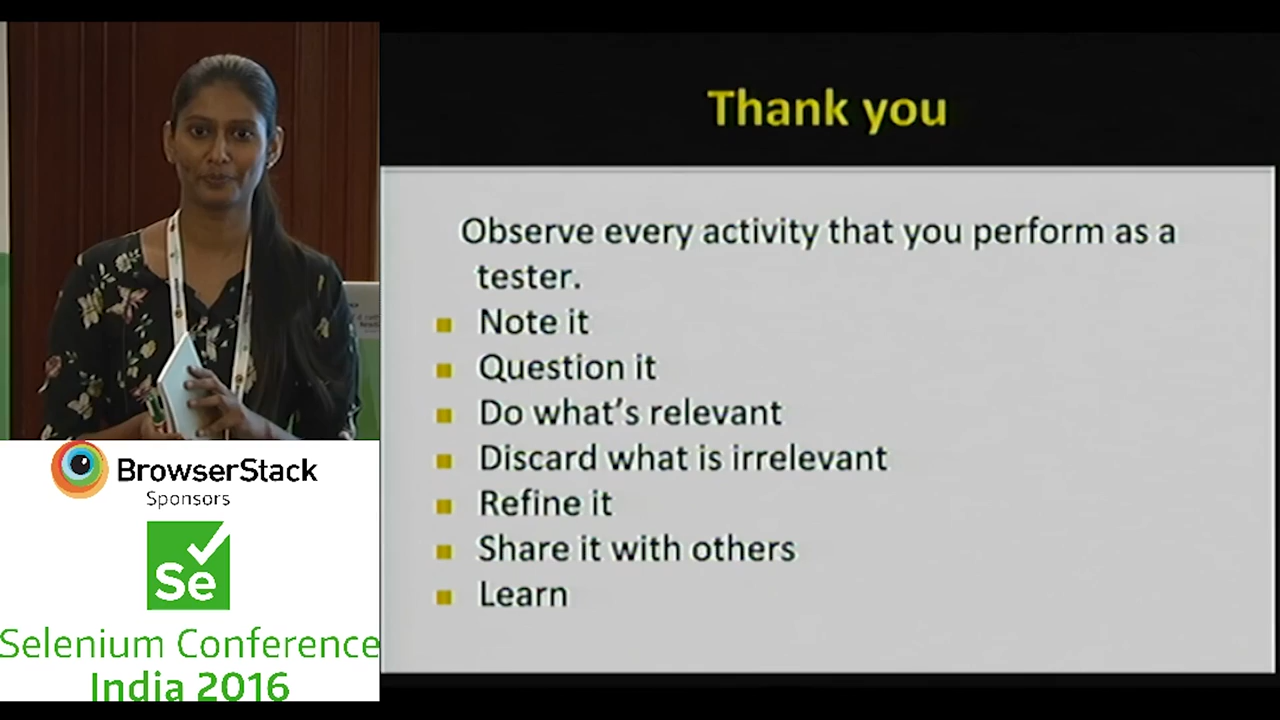 Thank you
Observe every activity that you perform as a
tester.
Note it
Question it
Do what's relevant
Discard what is irrelevant
Refine it
Share it with others
Learn
BrowserStack
Sponsors
Se
Selenium Conference
India 2016